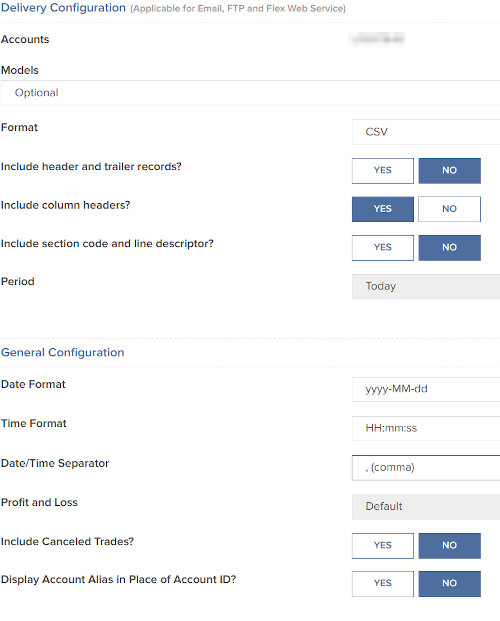 Delivery Configuration (Applicable for Email, FTP and Flex Web Service)
Accounts
Models
Optional
Format
CSV
Include header and trailer records?
YES NO
Include column headers?
YES NO
Include section code and line descriptor?
YES NO
Period
Today
General Configuration
Date Format
yyyy-MM-dd
Time Format
HH:mm:ss
Date/Time Separator
, (comma)
Profit and Loss
Default
Include Canceled Trades?
YES NO
Display Account Alias in Place of Account ID?
YES NO